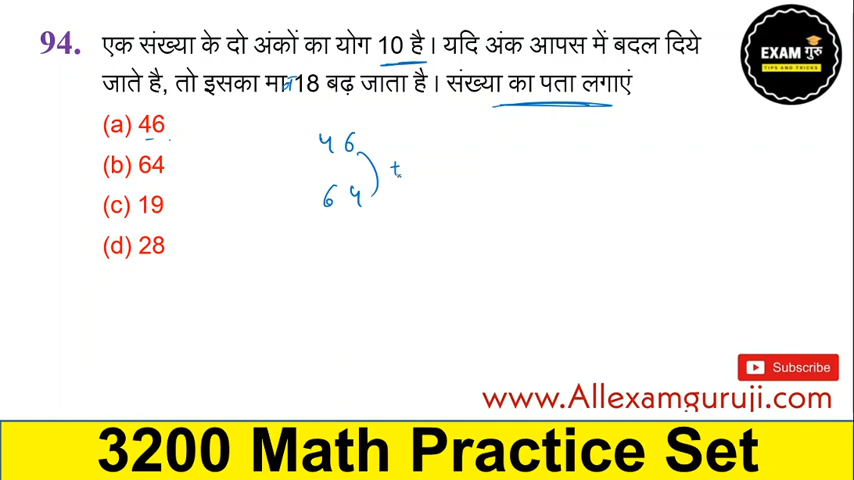 94. एक संख्या के दो अंकों का योग 10 है। यदि अंक आपस में बदल दिये
जाते है, तो इसका मान 18 बढ़ जाता है। संख्या का पता लगाएं
(a) 46
(b) 64
(c) 19
(d) 28
46
64
+
EXAM गुरु
TIPS AND TRICKS
Subscribe
www.Allexamguruji.com
3200 Math Practice Set